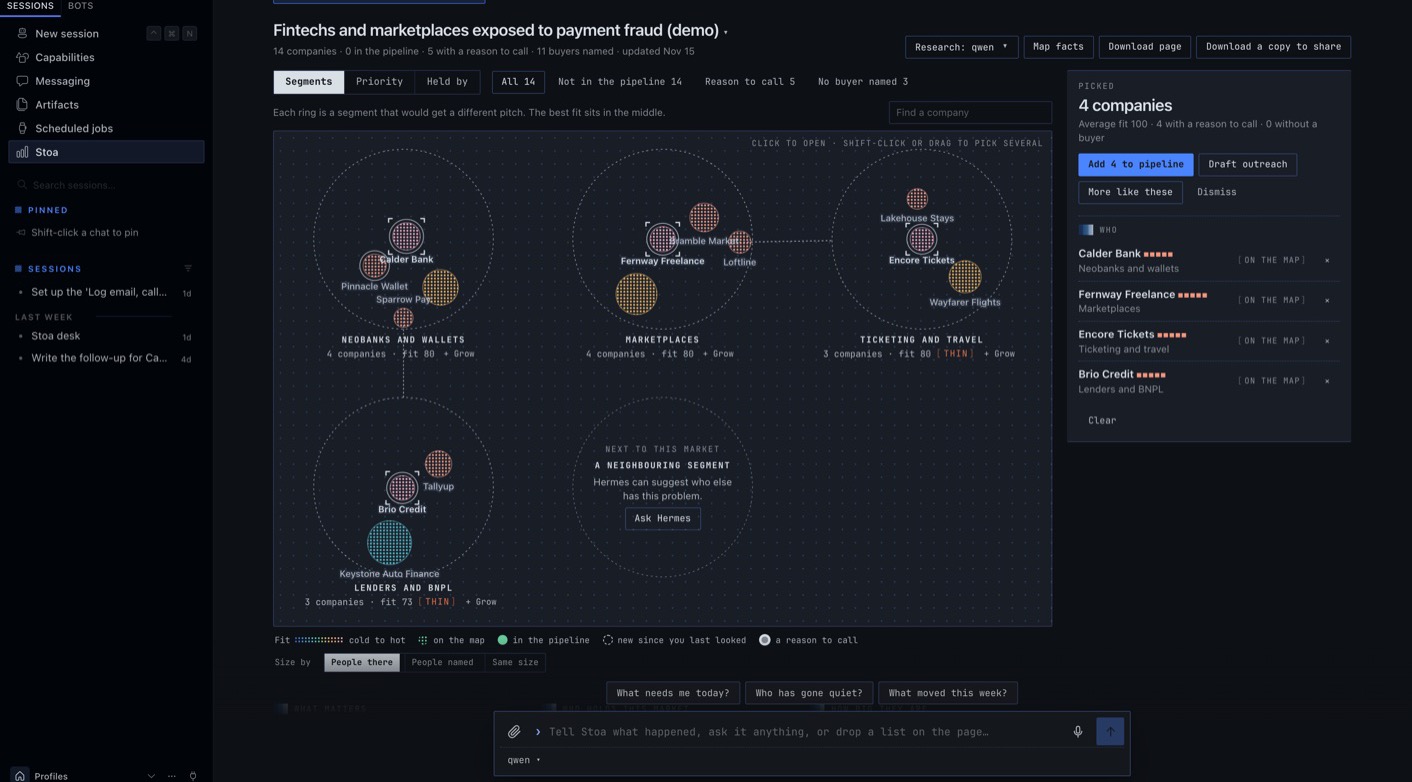 SESSIONS BOTS
New session ^ ⌘ N
Capabilities
Messaging
Artifacts
Scheduled jobs
Stoa
Search sessions...
PINNED
Shift-click a chat to pin
SESSIONS
Set up the 'Log email, call... 1d
LAST WEEK
Stoa desk 1d
Write the follow-up for Ca... 4d
Profiles
Fintechs and marketplaces exposed to payment fraud (demo)
14 companies · 0 in the pipeline · 5 with a reason to call · 11 buyers named · updated Nov 15
Research: qwen Map facts Download page Download a copy to share
Segments Priority Held by All 14 Not in the pipeline 14 Reason to call 5 No buyer named 3
Each ring is a segment that would get a different pitch. The best fit sits in the middle.
Find a company
CLICK TO OPEN · SHIFT-CLICK OR DRAG TO PICK SEVERAL
Calder Bank
Pinnacle Wallet
Sparrow Pay
NEOBANKS AND WALLETS
4 companies · fit 80 + Grow
Bramble Market
Fernway Freelance
Loftline
MARKETPLACES
4 companies · fit 80 + Grow
Lakehouse Stays
Encore Tickets
Wayfarer Flights
TICKETING AND TRAVEL
3 companies · fit 80 [THIN] + Grow
Tallyup
Brio Credit
Keystone Auto Finance
LENDERS AND BNPL
3 companies · fit 73 [THIN] + Grow
NEXT TO THIS MARKET
A NEIGHBOURING SEGMENT
Hermes can suggest who else
has this problem.
Ask Hermes
Fit cold to hot on the map in the pipeline new since you last looked a reason to call
Size by People there People named Same size
What needs me today? Who has gone quiet? What moved this week?
WHAT MATTERS
Tell Stoa what happened, ask it anything, or drop a list on the page…
qwen
PICKED
4 companies
Average fit 100 · 4 with a reason to call · 0 without a
buyer
Add 4 to pipeline Draft outreach
More like these Dismiss
WHO
Calder Bank
Neobanks and wallets
[ON THE MAP] ×
Fernway Freelance
Marketplaces
[ON THE MAP] ×
Encore Tickets
Ticketing and travel
[ON THE MAP] ×
Brio Credit
Lenders and BNPL
[ON THE MAP] ×
Clear